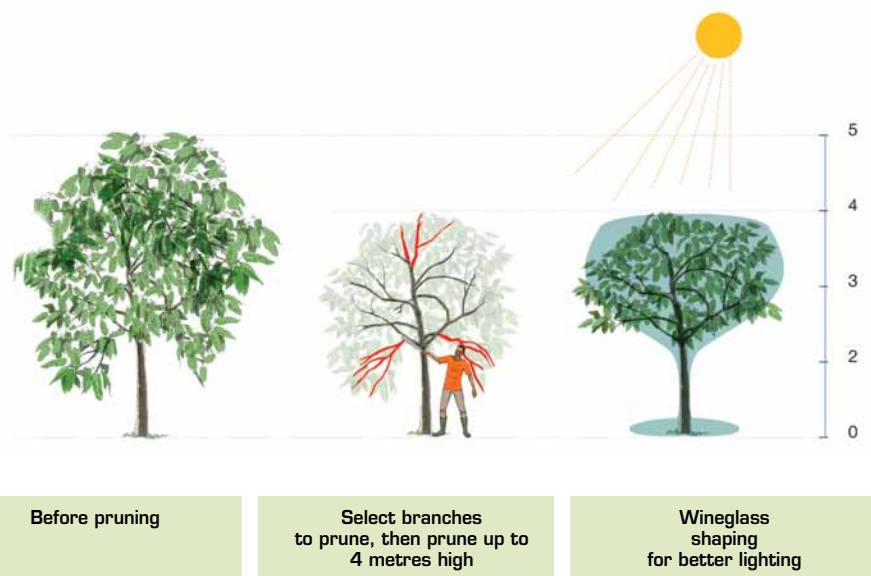 5
4
3
2
0
Before pruning
Select branches
to prune, then prune up to
4 metres high
Wineglass
shaping
for better lighting